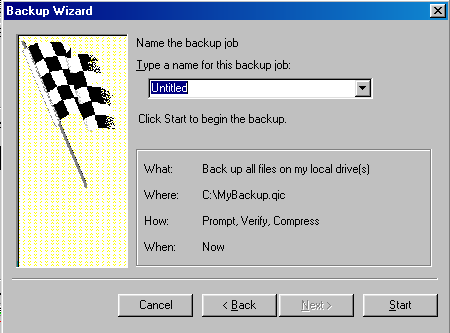 Backup Wizard
Name the backup job
Type a name for this backup job:
Untitled
Click Start to begin the backup.
What: Back up all files on my local drive(s)
Where: C:\MyBackup.qic
How: Prompt, Verify, Compress
When: Now
Cancel < Back Next > Start